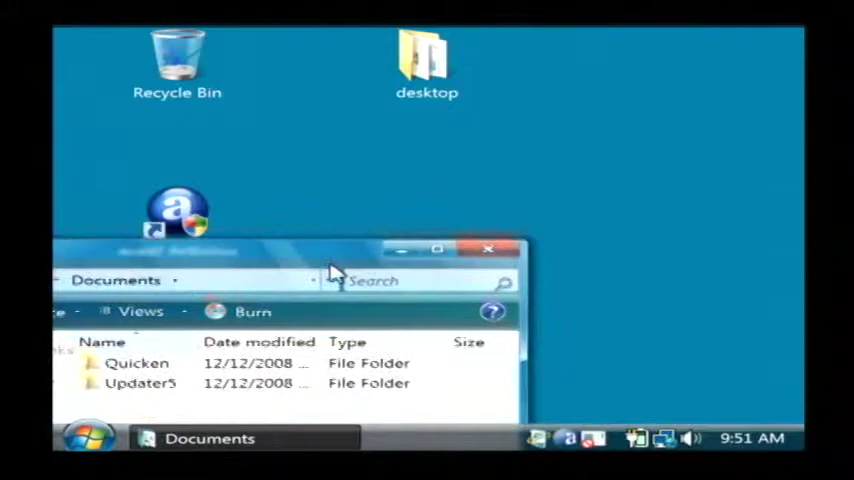 Recycle Bin
desktop
a
Documents
Search
Views
Burn
?
Name
Date modified
Type
Size
Quicken
12/12/2008 ...
File Folder
Updater5
12/12/2008 ...
File Folder
Documents
a
9:51 AM